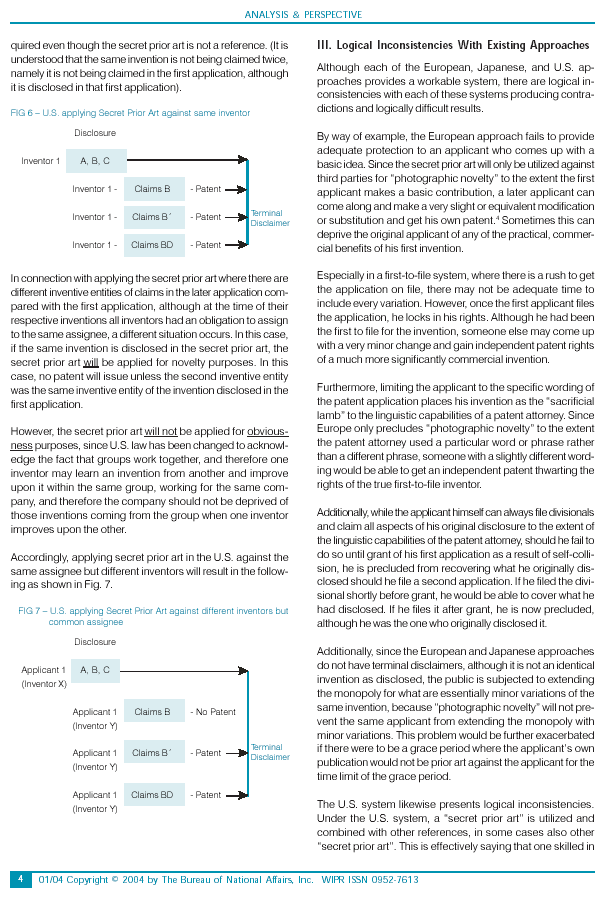 ANALYSIS & PERSPECTIVE
quired even though the secret prior art is not a reference. (It is
understood that the same invention is not being claimed twice,
namely it is not being claimed in the first application, although
it is disclosed in that first application).
FIG 6 – U.S. applying Secret Prior Art against same inventor
Disclosure
Inventor 1 A, B, C
Inventor 1 - Claims B - Patent
Inventor 1 - Claims B´ - Patent
Terminal
Disclaimer
Inventor 1 - Claims BD - Patent
In connection with applying the secret prior art where there are
different inventive entities of claims in the later application com-
pared with the first application, although at the time of their
respective inventions all inventors had an obligation to assign
to the same assignee, a different situation occurs. In this case,
if the same invention is disclosed in the secret prior art, the
secret prior art will be applied for novelty purposes. In this
case, no patent will issue unless the second inventive entity
was the same inventive entity of the invention disclosed in the
first application.
However, the secret prior art will not be applied for obvious-
ness purposes, since U.S. law has been changed to acknowl-
edge the fact that groups work together, and therefore one
inventor may learn an invention from another and improve
upon it within the same group, working for the same com-
pany, and therefore the company should not be deprived of
those inventions coming from the group when one inventor
improves upon the other.
Accordingly, applying secret prior art in the U.S. against the
same assignee but different inventors will result in the follow-
ing as shown in Fig. 7.
FIG 7 – U.S. applying Secret Prior Art against different inventors but
common assignee
Disclosure
Applicant 1 A, B, C
(Inventor X)
Applicant 1 Claims B - No Patent
(Inventor Y)
Applicant 1 Claims B´ - Patent
(Inventor Y)
Terminal
Disclaimer
Applicant 1 Claims BD - Patent
(Inventor Y)
III. Logical Inconsistencies With Existing Approaches
Although each of the European, Japanese, and U.S. ap-
proaches provides a workable system, there are logical in-
consistencies with each of these systems producing contra-
dictions and logically difficult results.
By way of example, the European approach fails to provide
adequate protection to an applicant who comes up with a
basic idea. Since the secret prior art will only be utilized against
third parties for “photographic novelty” to the extent the first
applicant makes a basic contribution, a later applicant can
come along and make a very slight or equivalent modification
or substitution and get his own patent.4 Sometimes this can
deprive the original applicant of any of the practical, commer-
cial benefits of his first invention.
Especially in a first-to-file system, where there is a rush to get
the application on file, there may not be adequate time to
include every variation. However, once the first applicant files
the application, he locks in his rights. Although he had been
the first to file for the invention, someone else may come up
with a very minor change and gain independent patent rights
of a much more significantly commercial invention.
Furthermore, limiting the applicant to the specific wording of
the patent application places his invention as the “sacrificial
lamb” to the linguistic capabilities of a patent attorney. Since
Europe only precludes “photographic novelty” to the extent
the patent attorney used a particular word or phrase rather
than a different phrase, someone with a slightly different word-
ing would be able to get an independent patent thwarting the
rights of the true first-to-file inventor.
Additionally, while the applicant himself can always file divisionals
and claim all aspects of his original disclosure to the extent of
the linguistic capabilities of the patent attorney, should he fail to
do so until grant of his first application as a result of self-colli-
sion, he is precluded from recovering what he originally dis-
closed should he file a second application. If he filed the divi-
sional shortly before grant, he would be able to cover what he
had disclosed. If he files it after grant, he is now precluded,
although he was the one who originally disclosed it.
Additionally, since the European and Japanese approaches
do not have terminal disclaimers, although it is not an identical
invention as disclosed, the public is subjected to extending
the monopoly for what are essentially minor variations of the
same invention, because “photographic novelty” will not pre-
vent the same applicant from extending the monopoly with
minor variations. This problem would be further exacerbated
if there were to be a grace period where the applicant’s own
publication would not be prior art against the applicant for the
time limit of the grace period.
The U.S. system likewise presents logical inconsistencies.
Under the U.S. system, a “secret prior art” is utilized and
combined with other references, in some cases also other
“secret prior art”. This is effectively saying that one skilled in
4 01/04 Copyright © 2004 by The Bureau of National Affairs, Inc. WIPR ISSN 0952-7613